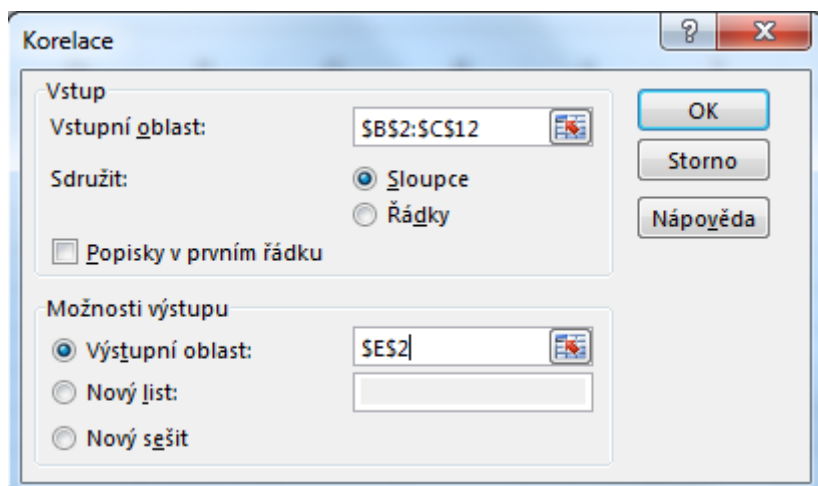 Korelace
Vstup
Vstupní oblast: $B$2:$C$12
Sdružit: Sloupce
Řádky
Popisky v prvním řádku
Možnosti výstupu
Výstupní oblast: $E$2
Nový list:
Nový sešit
OK
Storno
Nápověda